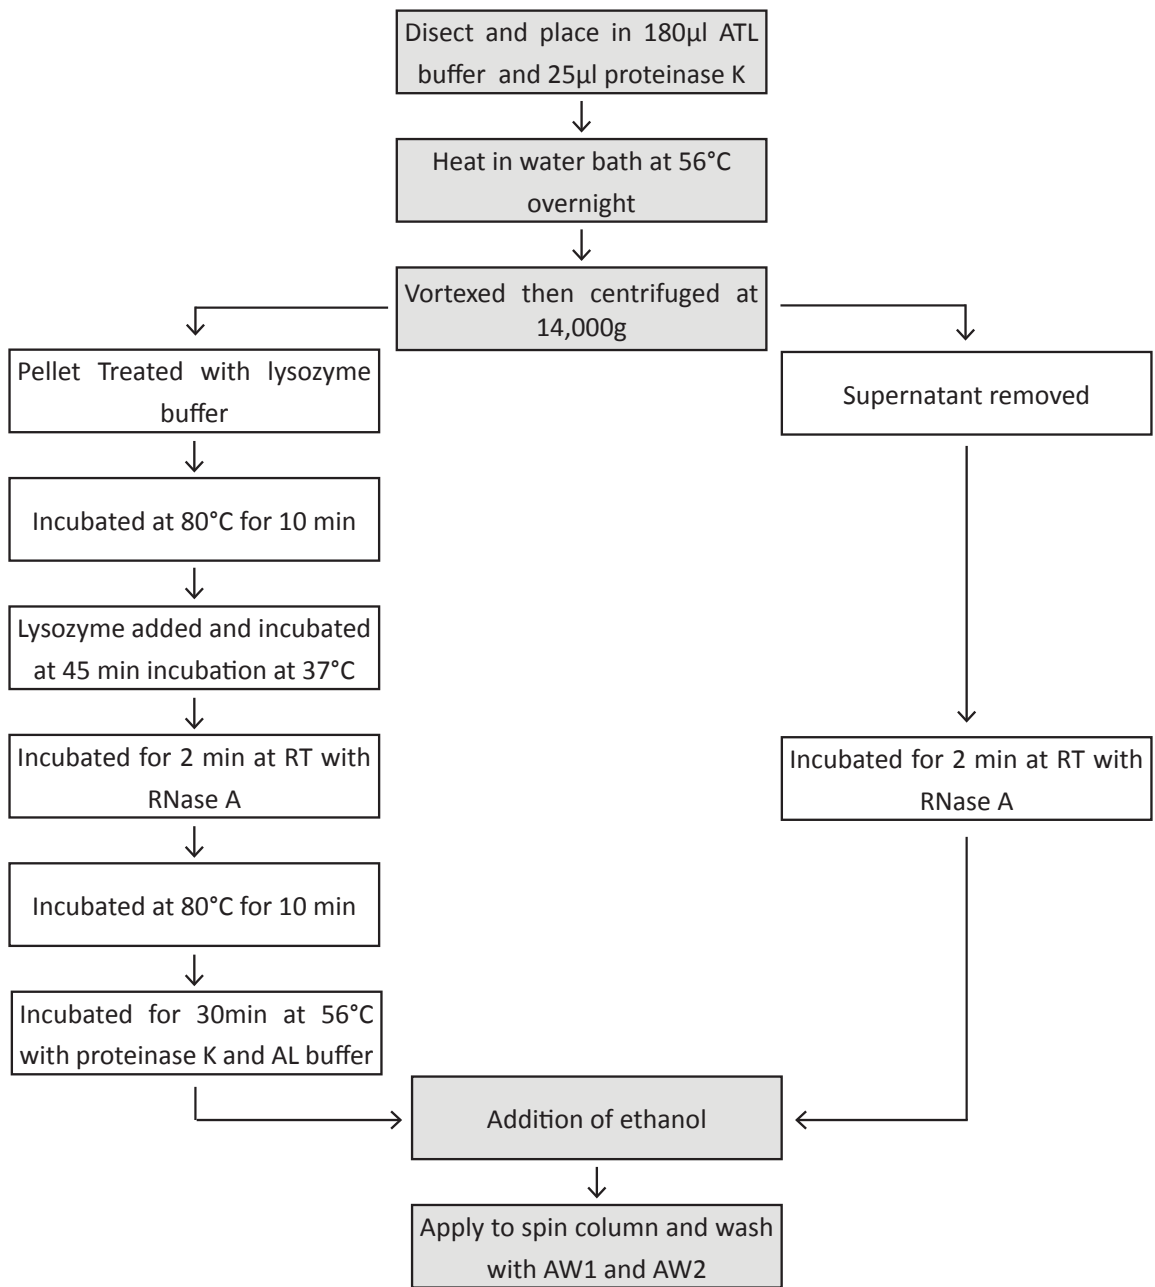 Disect and place in 180µl ATL
buffer and 25µl proteinase K
Heat in water bath at 56°C
overnight
Vortexed then centrifuged at
14,000g
Pellet Treated with lysozyme
buffer
Incubated at 80°C for 10 min
Lysozyme added and incubated
at 45 min incubation at 37°C
Incubated for 2 min at RT with
RNase A
Incubated at 80°C for 10 min
Incubated for 30min at 56°C
with proteinase K and AL buffer
Supernatant removed
Incubated for 2 min at RT with
RNase A
Addition of ethanol
Apply to spin column and wash
with AW1 and AW2